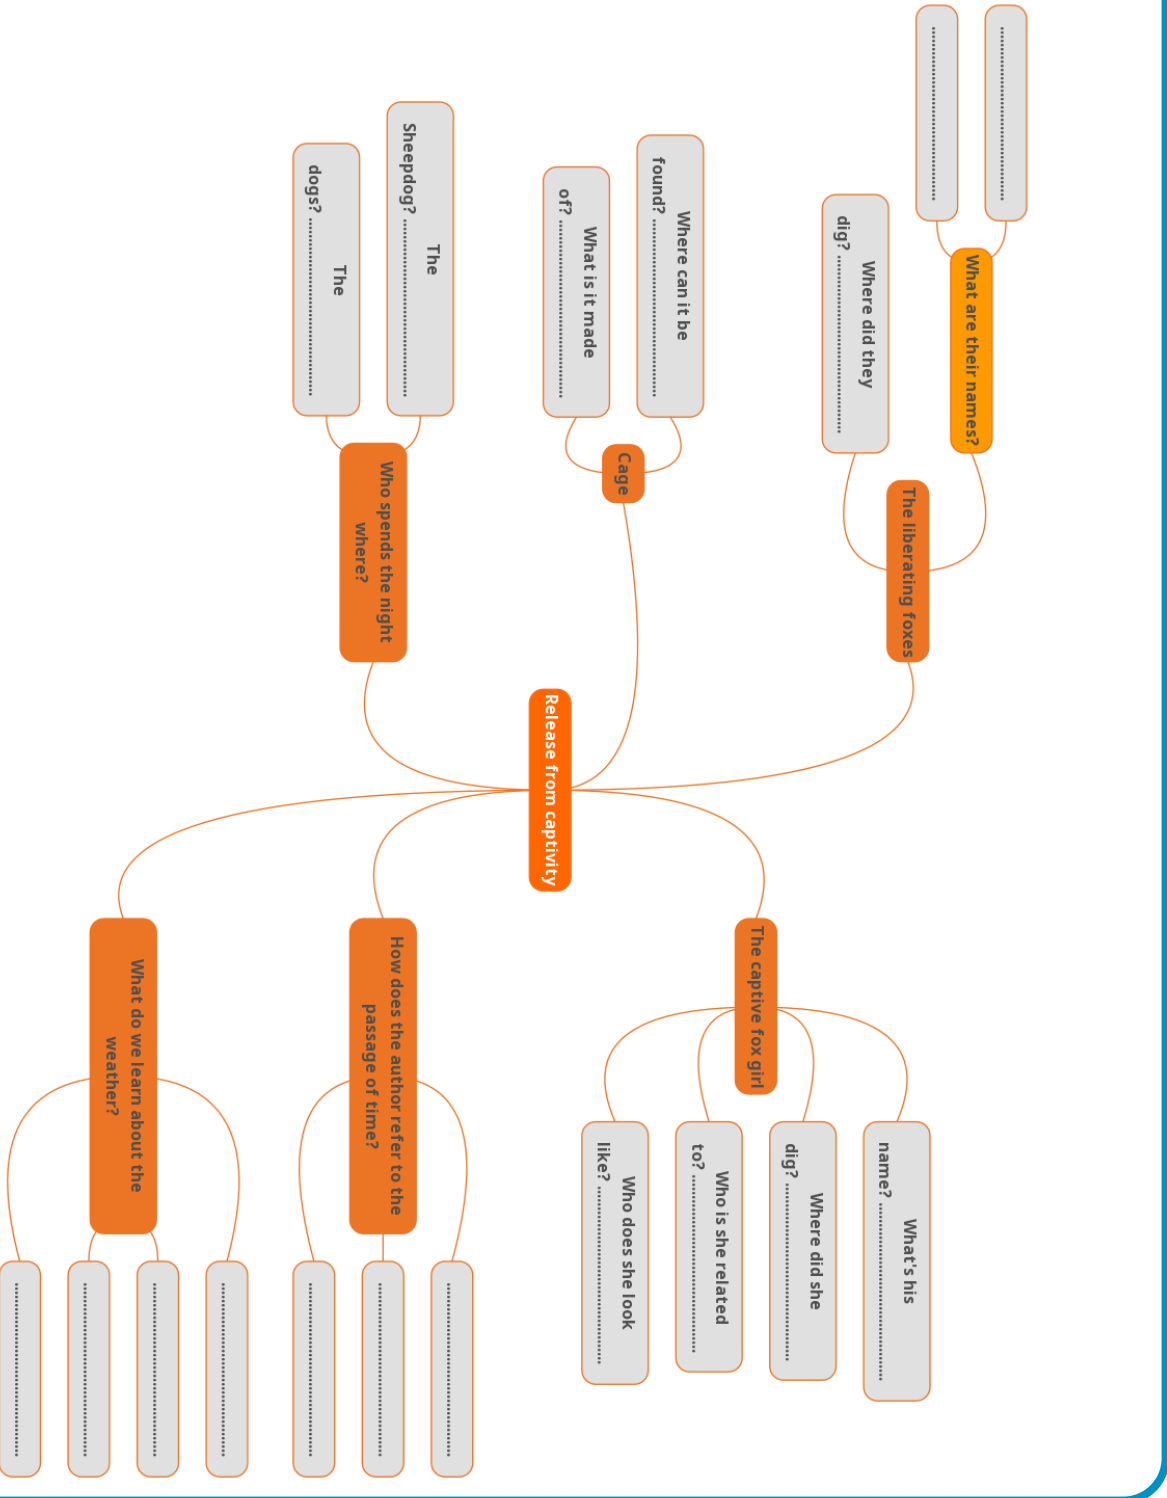 Release from captivity
The liberating foxes
What are their names?
........................................
........................................
Where did they
dig? ........................................
Cage
Where can it be
found? ........................................
What is it made
of? ........................................
Who spends the night
where?
The
Sheepdog? ........................................
The
dogs? ........................................
The captive fox girl
What's his
name? ........................................
Where did she
dig? ........................................
Who is she related
to? ........................................
Who does she look
like? ........................................
How does the author refer to the
passage of time?
........................................
........................................
........................................
What do we learn about the
weather?
........................................
........................................
........................................
........................................